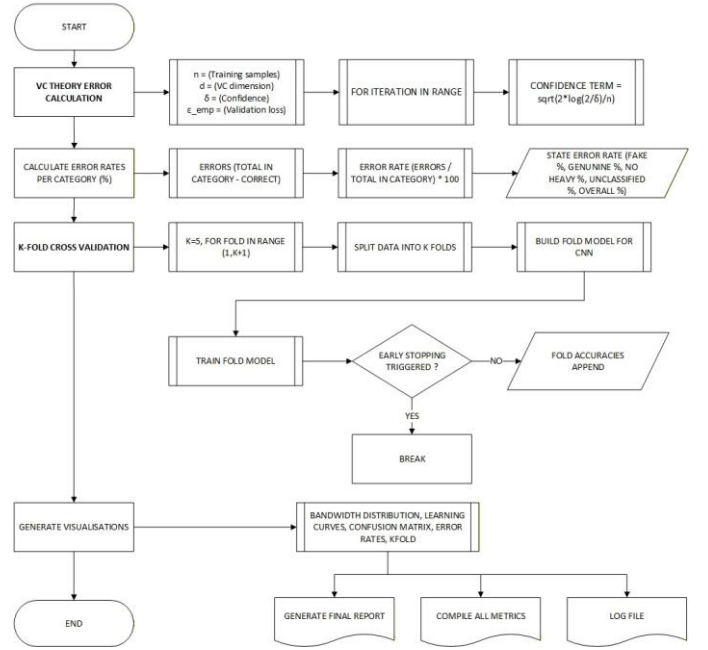 START
VC THEORY ERROR
CALCULATION
n = (Training samples)
d = (VC dimension)
δ = (Confidence)
ε_emp = (Validation loss)
FOR ITERATION IN RANGE
CONFIDENCE TERM =
sqrt(2*log(2/δ)/n)
CALCULATE ERROR RATES
PER CATEGORY (%)
ERRORS (TOTAL IN
CATEGORY - CORRECT)
ERROR RATE (ERRORS /
TOTAL IN CATEGORY) * 100
STATE ERROR RATE (FAKE
%, GENUNINE %, NO
HEAVY %, UNCLASSIFIED
%, OVERALL %)
K-FOLD CROSS VALIDATION
K=5, FOR FOLD IN RANGE
(1,K+1)
SPLIT DATA INTO K FOLDS
BUILD FOLD MODEL FOR
CNN
TRAIN FOLD MODEL
EARLY STOPPING
TRIGGERED ?
NO
FOLD ACCURACIES
APPEND
YES
BREAK
GENERATE VISUALISATIONS
BANDWIDTH DISTRIBUTION, LEARNING
CURVES, CONFUSION MATRIX, ERROR
RATES, KFOLD
GENERATE FINAL REPORT
COMPILE ALL METRICS
LOG FILE
END